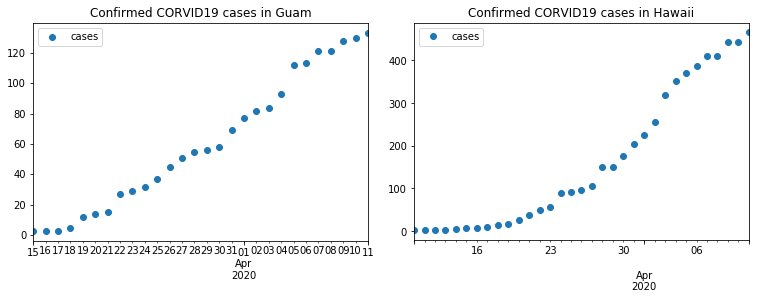 Confirmed CORVID19 cases in Guam
cases
140
120
100
80
60
40
20
0
15 16 17 18 19 20 21 22 23 24 25 26 27 28 29 30 31 01 02 03 04 05 06 07 08 09 10 11
Apr
2020
Confirmed CORVID19 cases in Hawaii
cases
400
300
200
100
0
16 23 30 06
Apr
2020